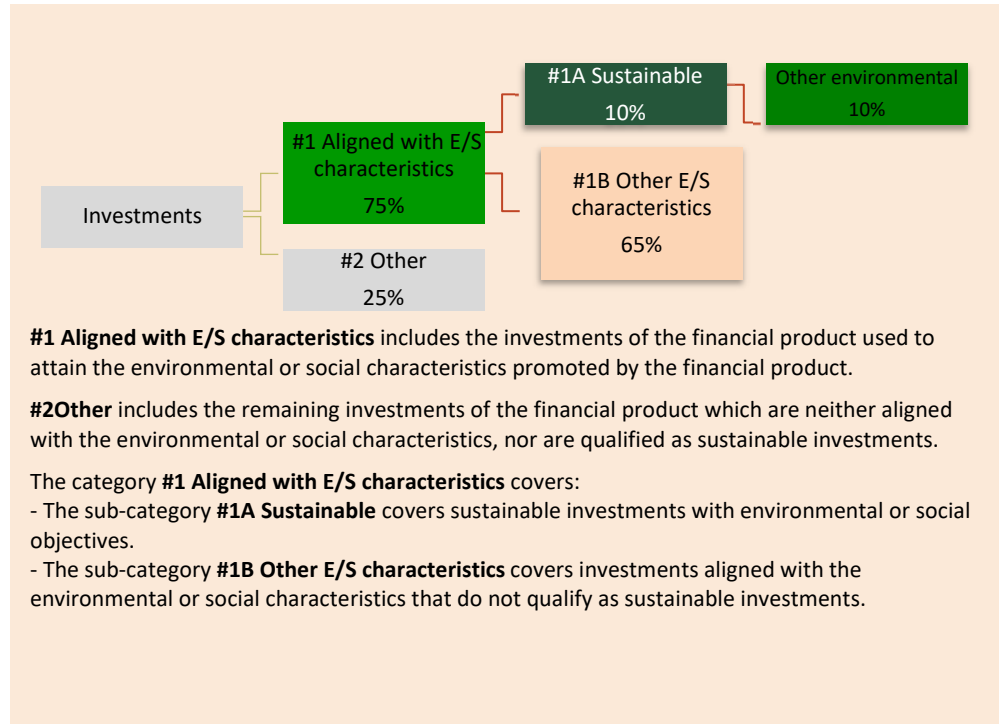 #1A Sustainable
10%
Other environmental
10%
#1 Aligned with E/S
characteristics
75%
#1B Other E/S
characteristics
65%
Investments
#2 Other
25%
#1 Aligned with E/S characteristics includes the investments of the financial product used to
attain the environmental or social characteristics promoted by the financial product.
#2Other includes the remaining investments of the financial product which are neither aligned
with the environmental or social characteristics, nor are qualified as sustainable investments.
The category #1 Aligned with E/S characteristics covers:
- The sub-category #1A Sustainable covers sustainable investments with environmental or social
objectives.
- The sub-category #1B Other E/S characteristics covers investments aligned with the
environmental or social characteristics that do not qualify as sustainable investments.